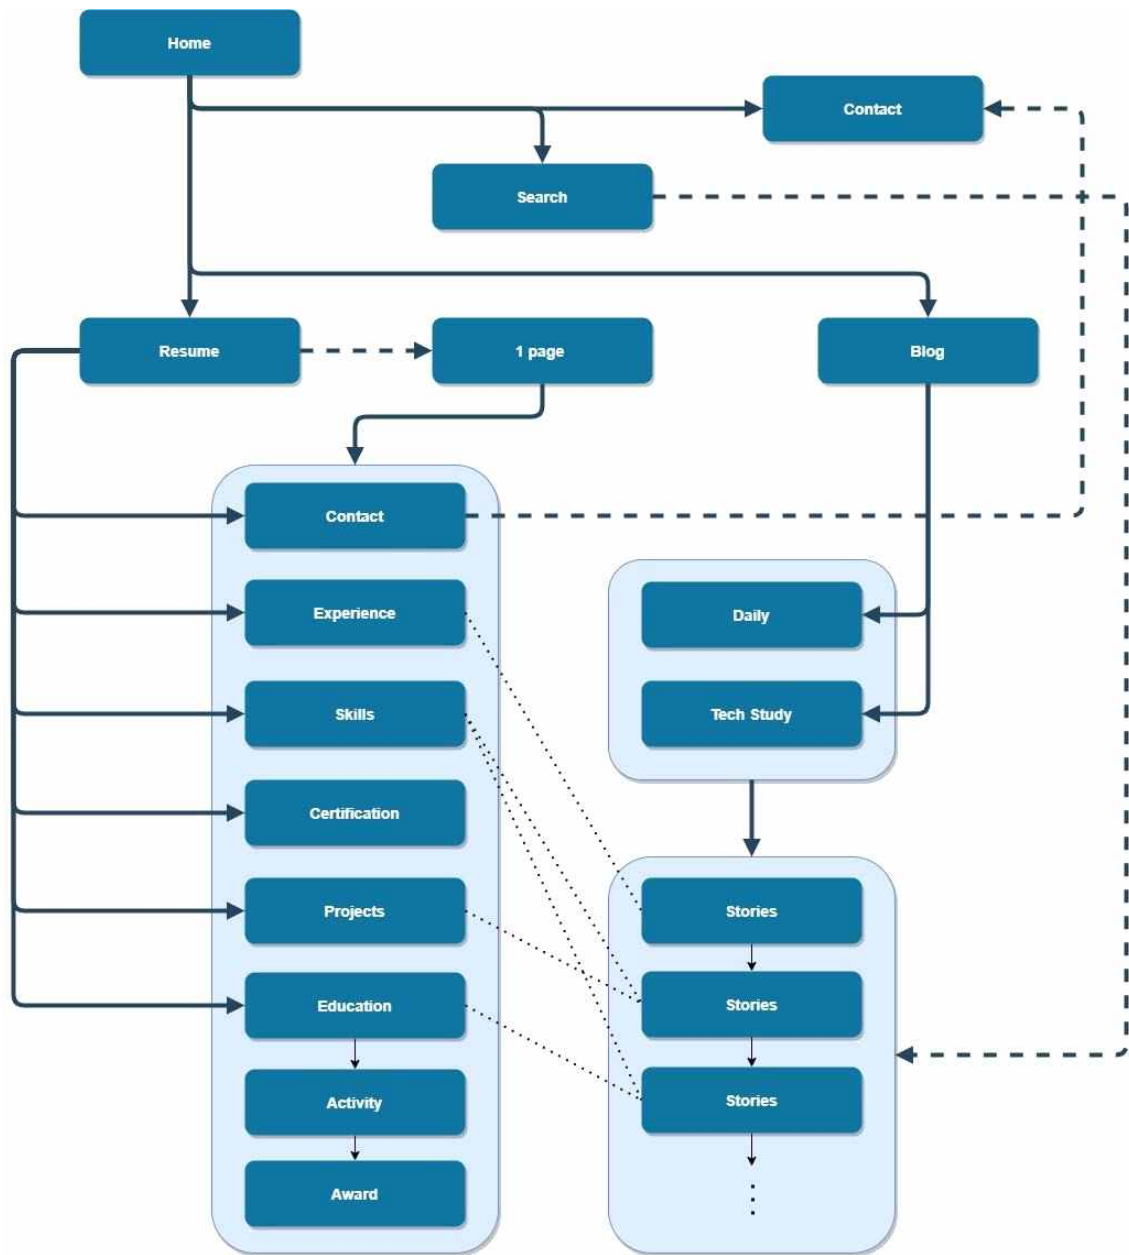 Home
Contact
Search
Resume
1 page
Blog
Contact
Experience
Skills
Certification
Projects
Education
Activity
Award
Daily
Tech Study
Stories
Stories
Stories